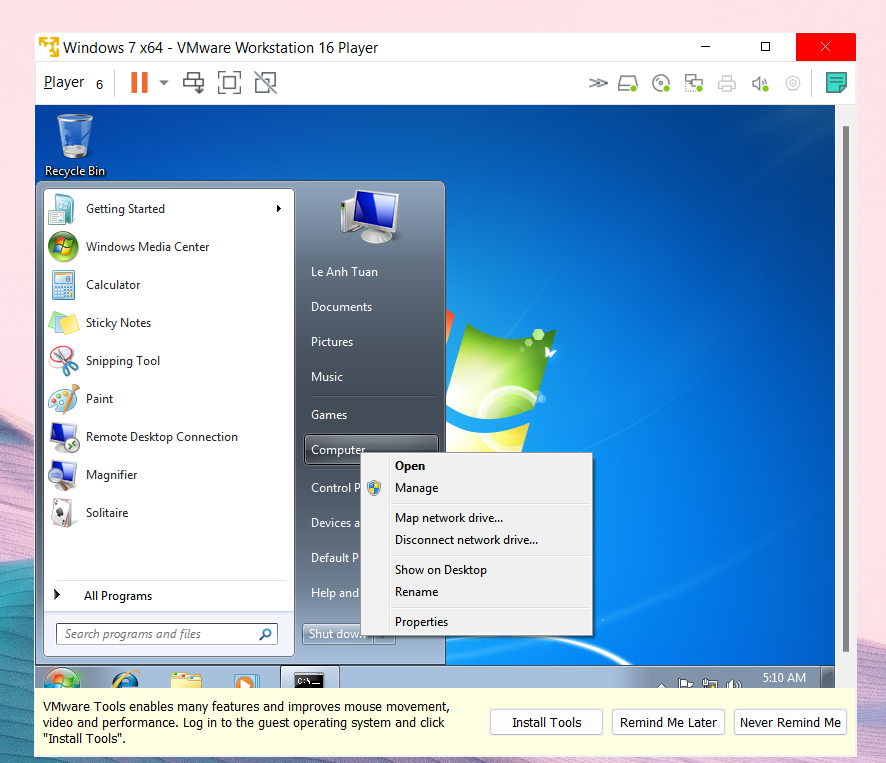 Windows 7 x64 - VMware Workstation 16 Player
Player 6
Recycle Bin
Getting Started
Windows Media Center
Calculator
Sticky Notes
Snipping Tool
Paint
Remote Desktop Connection
Magnifier
Solitaire
All Programs
Search programs and files
Le Anh Tuan
Documents
Pictures
Music
Games
Computer
Control P
Devices a
Default P
Help and
Shut down
Open
Manage
Map network drive...
Disconnect network drive...
Show on Desktop
Rename
Properties
C:\_
5:10 AM
VMware Tools enables many features and improves mouse movement,
video and performance. Log in to the guest operating system and click
"Install Tools".
Install Tools
Remind Me Later
Never Remind Me